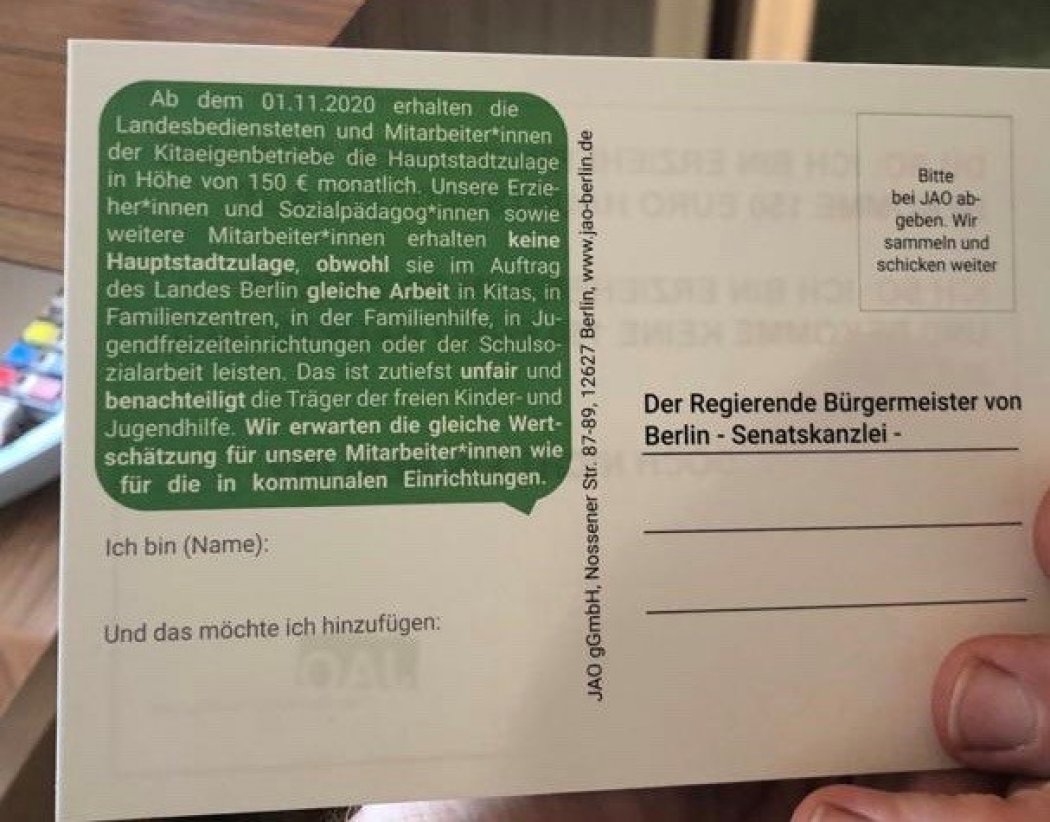 Ab dem 01.11.2020 erhalten die
Landesbediensteten und Mitarbeiter*innen
der Kitaeigenbetriebe die Hauptstadtzulage
in Höhe von 150 € monatlich. Unsere Erzie-
her*innen und Sozialpädagog*innen sowie
weitere Mitarbeiter*innen erhalten keine
Hauptstadtzulage, obwohl sie im Auftrag
des Landes Berlin gleiche Arbeit in Kitas, in
Familienzentren, in der Familienhilfe, in Ju-
gendfreizeiteinrichtungen oder der Schulso-
zialarbeit leisten. Das ist zutiefst unfair und
benachteiligt die Träger der freien Kinder- und
Jugendhilfe. Wir erwarten die gleiche Wert-
schätzung für unsere Mitarbeiter*innen wie
für die in kommunalen Einrichtungen.
Ich bin (Name):
Und das möchte ich hinzufügen:
JAO gGmbH, Nossener Str. 87-89, 12627 Berlin, www.jao-berlin.de
Bitte
bei JAO ab-
geben. Wir
sammeln und
schicken weiter
Der Regierende Bürgermeister von
Berlin - Senatskanzlei -